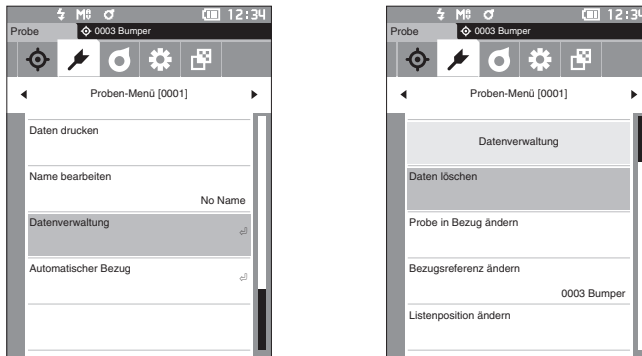 12:34
Probe
0003 Bumper
Proben-Menü [0001]
Daten drucken
Name bearbeiten
No Name
Datenverwaltung
Automatischer Bezug
12:34
Probe
0003 Bumper
Proben-Menü [0001]
Datenverwaltung
Daten löschen
Probe in Bezug ändern
Bezugsreferenz ändern
0003 Bumper
Listenposition ändern